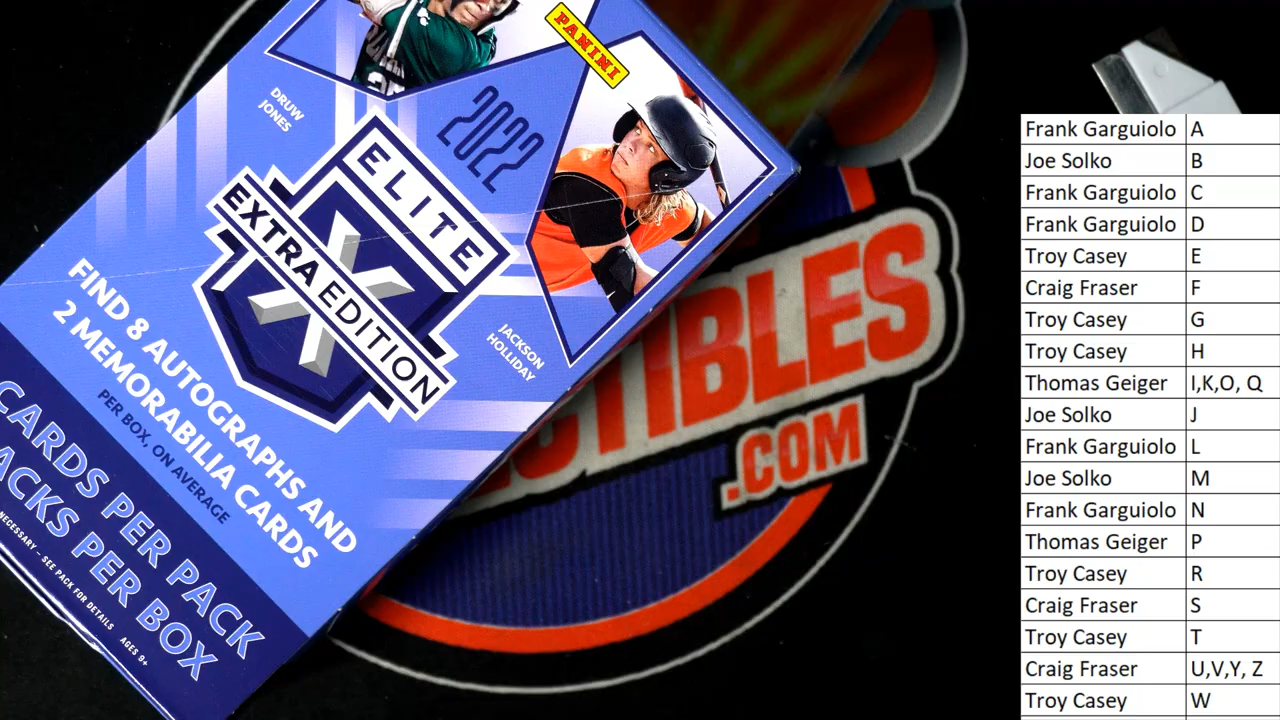 PANINI
2022
DRUW
JONES
ELITE
EXTRA EDITION
X
JACKSON
HOLLIDAY
FIND 8 AUTOGRAPHS AND
2 MEMORABILIA CARDS
PER BOX, ON AVERAGE
CARDS PER PACK
PACKS PER BOX
NECESSARY – SEE PACK FOR DETAILS AGES 9+
.COM
Frank Garguiolo A
Joe Solko B
Frank Garguiolo C
Frank Garguiolo D
Troy Casey E
Craig Fraser F
Troy Casey G
Troy Casey H
Thomas Geiger I,K,O, Q
Joe Solko J
Frank Garguiolo L
Joe Solko M
Frank Garguiolo N
Thomas Geiger P
Troy Casey R
Craig Fraser S
Troy Casey T
Craig Fraser U,V,Y, Z
Troy Casey W